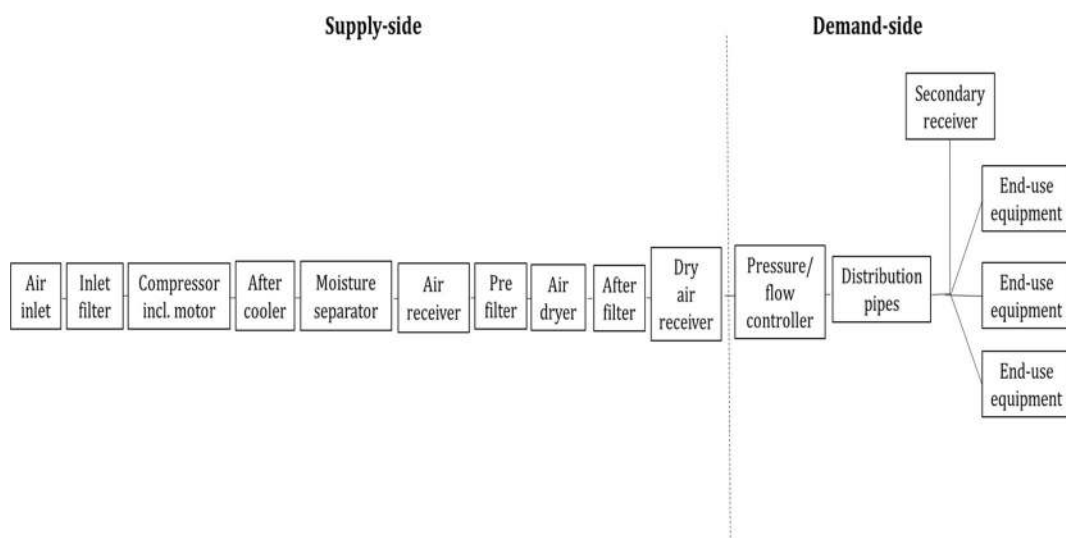 Supply-side
Demand-side
Secondary
receiver
End-use
equipment
Air
inlet
Inlet
filter
Compressor
incl. motor
After
cooler
Moisture
separator
Air
receiver
Pre
filter
Air
dryer
After
filter
Dry
air
receiver
Pressure/
flow
controller
Distribution
pipes
End-use
equipment
End-use
equipment